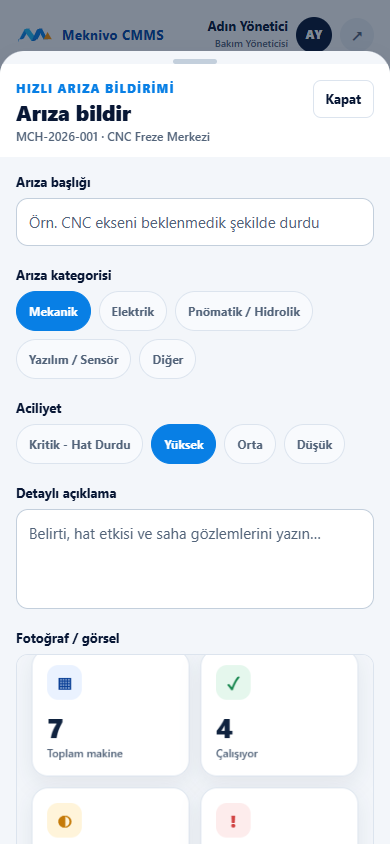 Meknivo CMMS
Adın Yönetici
Bakım Yöneticisi
AY
↗
HIZLI ARIZA BİLDİRİMİ
Arıza bildir
MCH-2026-001 · CNC Freze Merkezi
Kapat
Arıza başlığı
Örn. CNC ekseni beklenmedik şekilde durdu
Arıza kategorisi
Mekanik
Elektrik
Pnömatik / Hidrolik
Yazılım / Sensör
Diğer
Aciliyet
Kritik - Hat Durdu
Yüksek
Orta
Düşük
Detaylı açıklama
Belirti, hat etkisi ve saha gözlemlerini yazın...
Fotoğraf / görsel
7
Toplam makine
✓
4
Çalışıyor
!